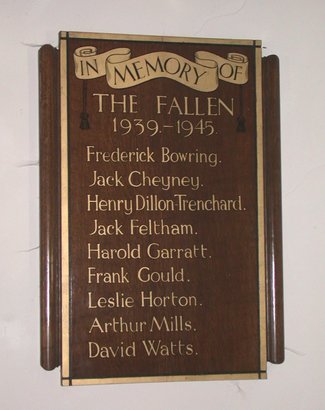 IN MEMORY OF
THE FALLEN
1939.-1945.
Frederick Bowring.
Jack Cheyney.
Henry Dillon-Trenchard.
Jack Feltham.
Harold Garratt.
Frank Gould.
Leslie Horton.
Arthur Mills.
David Watts.